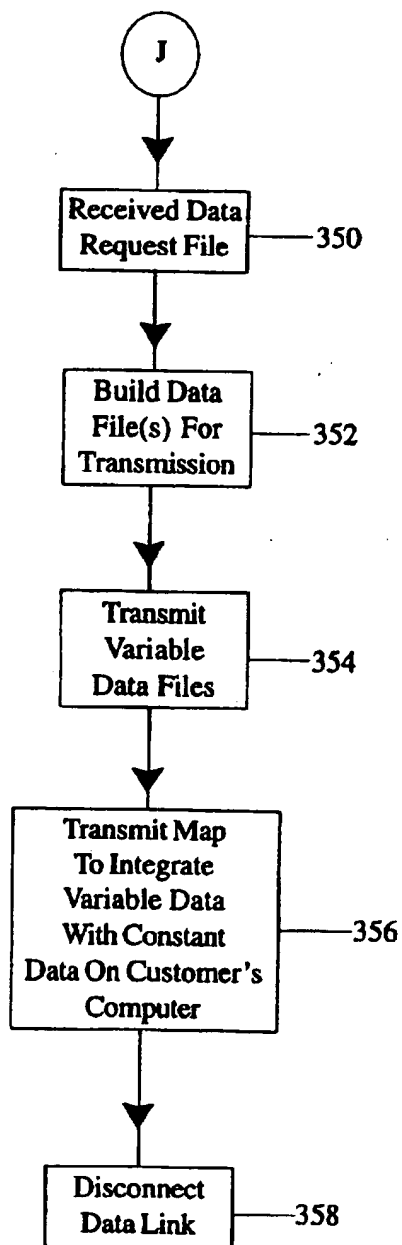 J
Received Data
Request File
350
Build Data
File(s) For
Transmission
352
Transmit
Variable
Data Files
354
Transmit Map
To Integrate
Variable Data
With Constant
Data On Customer's
Computer
356
Disconnect
Data Link
358